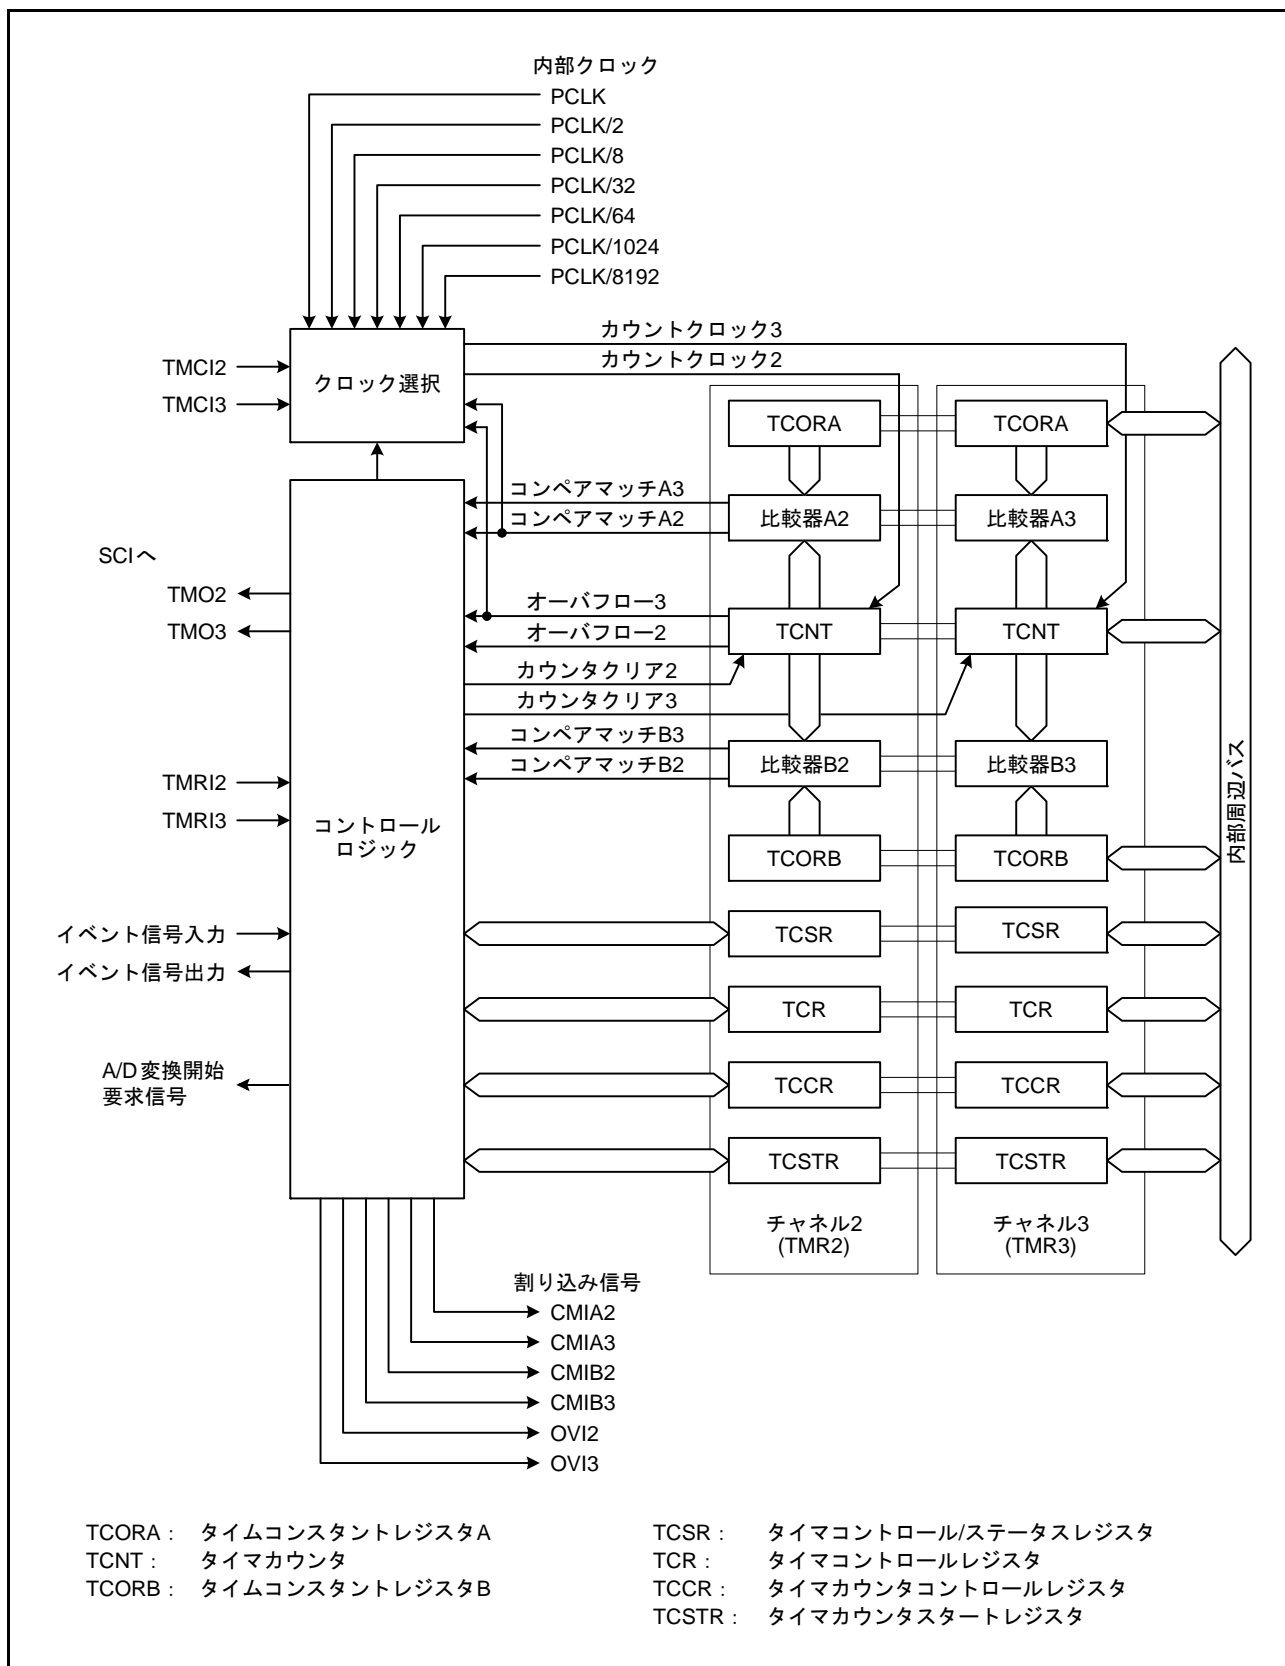 内部クロック
PCLK
PCLK/2
PCLK/8
PCLK/32
PCLK/64
PCLK/1024
PCLK/8192
カウントクロック3
カウントクロック2
TMCI2
TMCI3
クロック選択
TCORA
TCORA
コンペアマッチA3
コンペアマッチA2
比較器A2
比較器A3
SCIへ
TMO2
TMO3
オーバフロー3
オーバフロー2
TCNT
TCNT
カウンタクリア2
カウンタクリア3
コンペアマッチB3
コンペアマッチB2
比較器B2
比較器B3
内部周辺バス
TMRI2
TMRI3
コントロール
ロジック
TCORB
TCORB
イベント信号入力
イベント信号出力
TCSR
TCSR
TCR
TCR
A/D変換開始
要求信号
TCCR
TCCR
TCSTR
TCSTR
チャネル2
(TMR2)
チャネル3
(TMR3)
割り込み信号
CMIA2
CMIA3
CMIB2
CMIB3
OVI2
OVI3
TCORA : タイムコンスタントレジスタA
TCNT : タイマカウンタ
TCORB : タイムコンスタントレジスタB
TCSR : タイマコントロール/ステータスレジスタ
TCR : タイマコントロールレジスタ
TCCR : タイマカウンタコントロールレジスタ
TCSTR : タイマカウンタスタートレジスタ